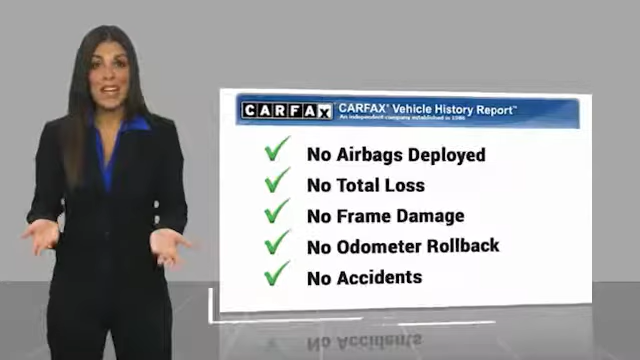 CARFAX CARFAX® Vehicle History Report™
An independent company established in 1986
No Airbags Deployed
No Total Loss
No Frame Damage
No Odometer Rollback
No Accidents